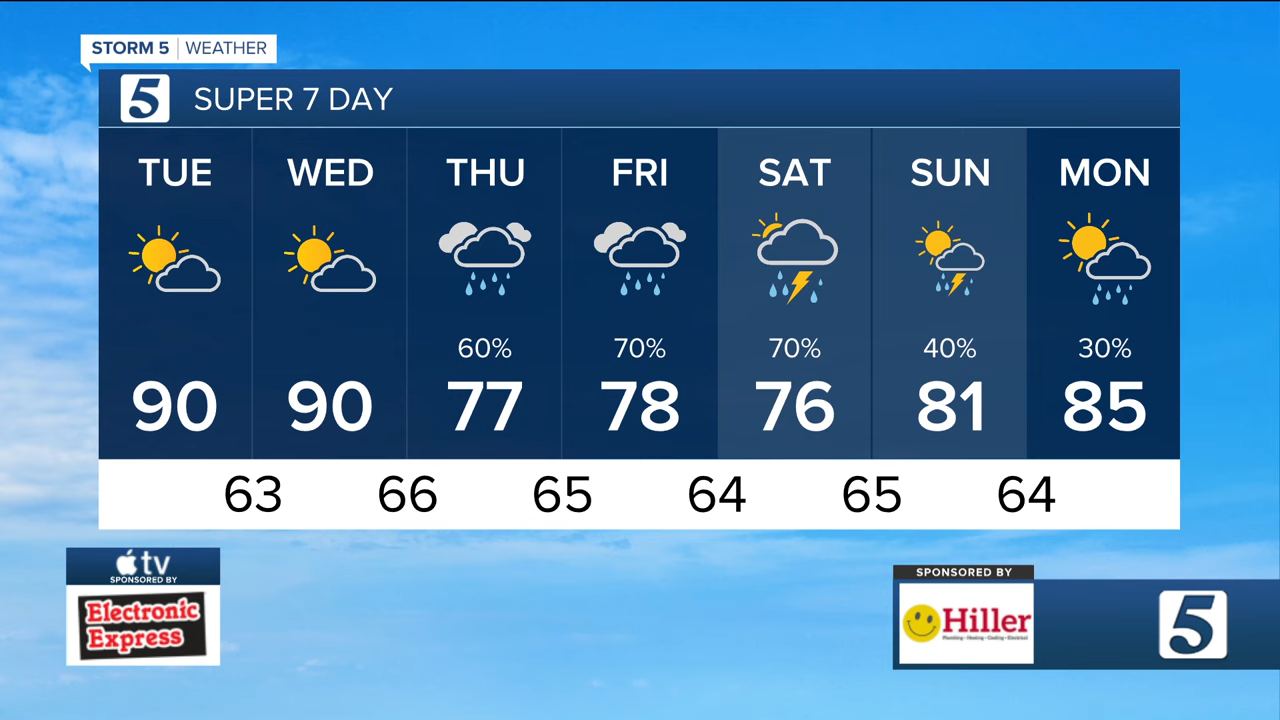 STORM 5 | WEATHER
5 SUPER 7 DAY
TUE WED THU FRI SAT SUN MON
60% 70% 70% 40% 30%
90 90 77 78 76 81 85
63 66 65 64 65 64
tv
SPONSORED BY
Electronic
Express
SPONSORED BY
Hiller
Plumbing • Heating • Cooling • Electrical
5